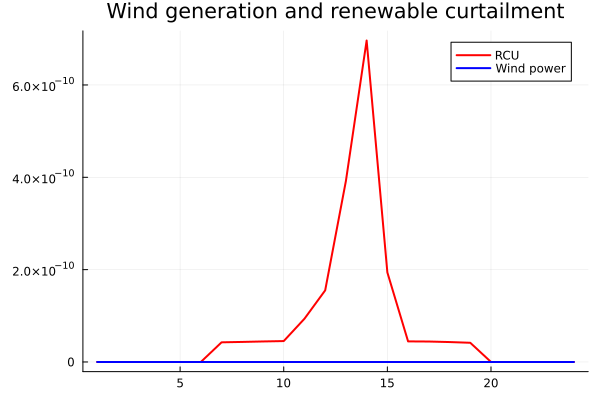 Wind generation and renewable curtailment
RCU
Wind power
6.0×10⁻¹⁰
4.0×10⁻¹⁰
2.0×10⁻¹⁰
0
5 10 15 20